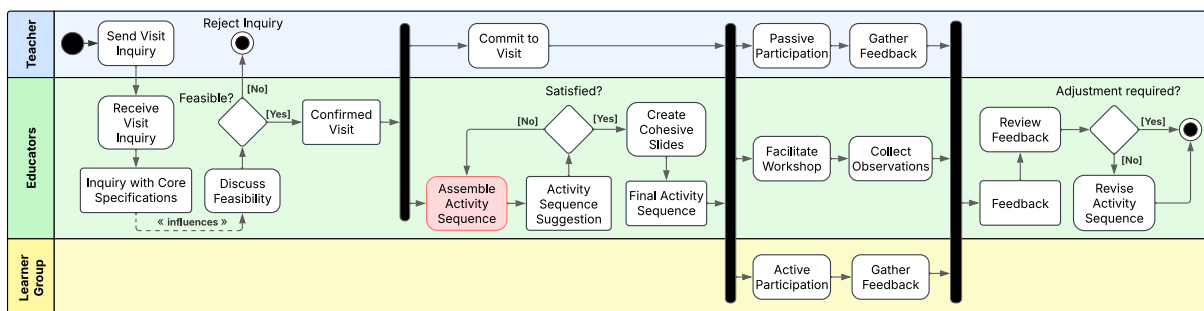 Teacher
Send Visit
Inquiry
Reject Inquiry
Commit to
Visit
Passive
Participation
Gather
Feedback
Educators
Receive
Visit
Inquiry
Inquiry with Core
Specifications
« influences »
Feasible?
[No]
[Yes]
Discuss
Feasibility
Confirmed
Visit
Satisfied?
[No]
[Yes]
Assemble
Activity
Sequence
Activity
Sequence
Suggestion
Create
Cohesive
Slides
Final Activity
Sequence
Facilitate
Workshop
Collect
Observations
Adjustment required?
Review
Feedback
[Yes]
[No]
Feedback
Revise
Activity
Sequence
Learner
Group
Active
Participation
Gather
Feedback